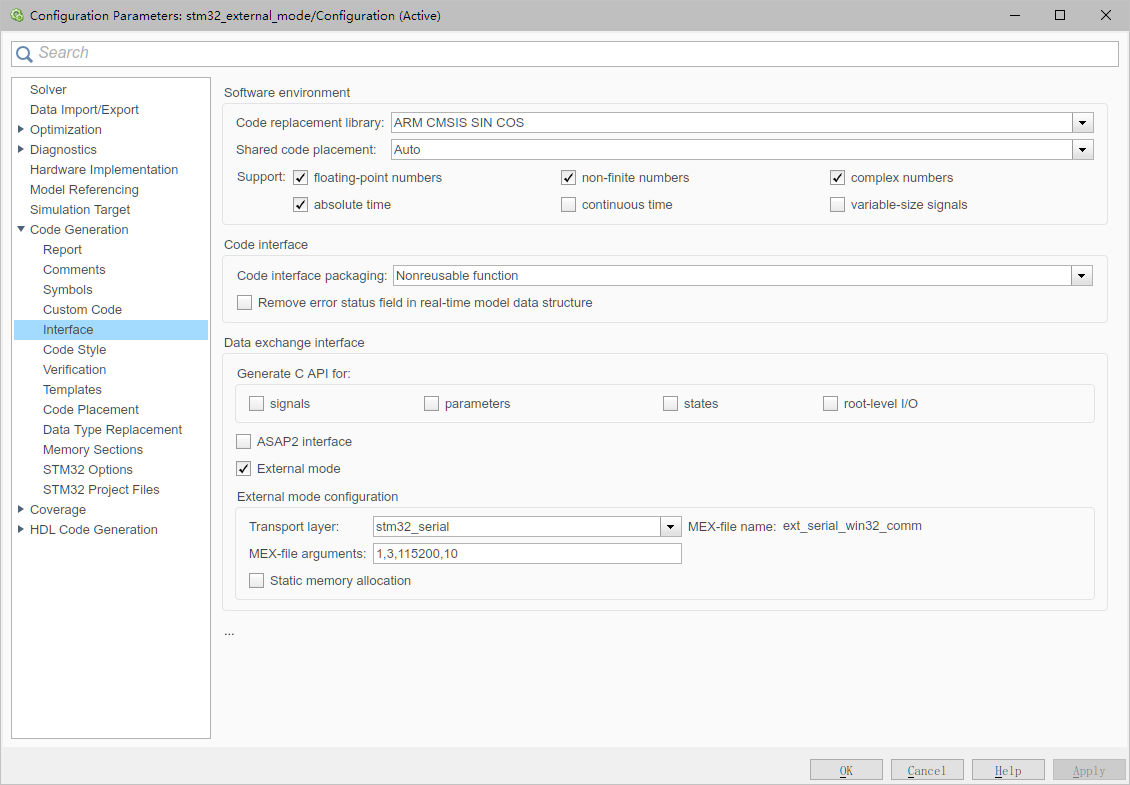 Configuration Parameters: stm32_external_mode/Configuration (Active)
Search
Solver
Data Import/Export
Optimization
Diagnostics
Hardware Implementation
Model Referencing
Simulation Target
Code Generation
Report
Comments
Symbols
Custom Code
Interface
Code Style
Verification
Templates
Code Placement
Data Type Replacement
Memory Sections
STM32 Options
STM32 Project Files
Coverage
HDL Code Generation
Software environment
Code replacement library: ARM CMSIS SIN COS
Shared code placement: Auto
Support: floating-point numbers non-finite numbers complex numbers
absolute time continuous time variable-size signals
Code interface
Code interface packaging: Nonreusable function
Remove error status field in real-time model data structure
Data exchange interface
Generate C API for:
signals parameters states root-level I/O
ASAP2 interface
External mode
External mode configuration
Transport layer: stm32_serial MEX-file name: ext_serial_win32_comm
MEX-file arguments: 1,3,115200,10
Static memory allocation
...
OK Cancel Help Apply